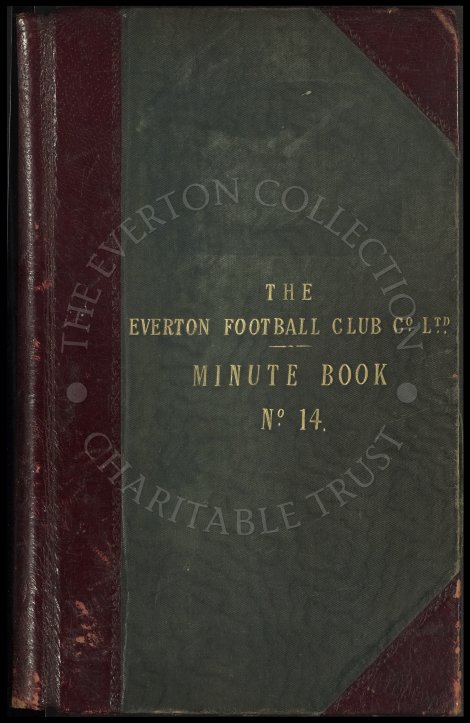 THE
EVERTON FOOTBALL CLUB Cº LTD.
MINUTE BOOK
Nº 14.
THE EVERTON COLLECTION
CHARITABLE TRUST